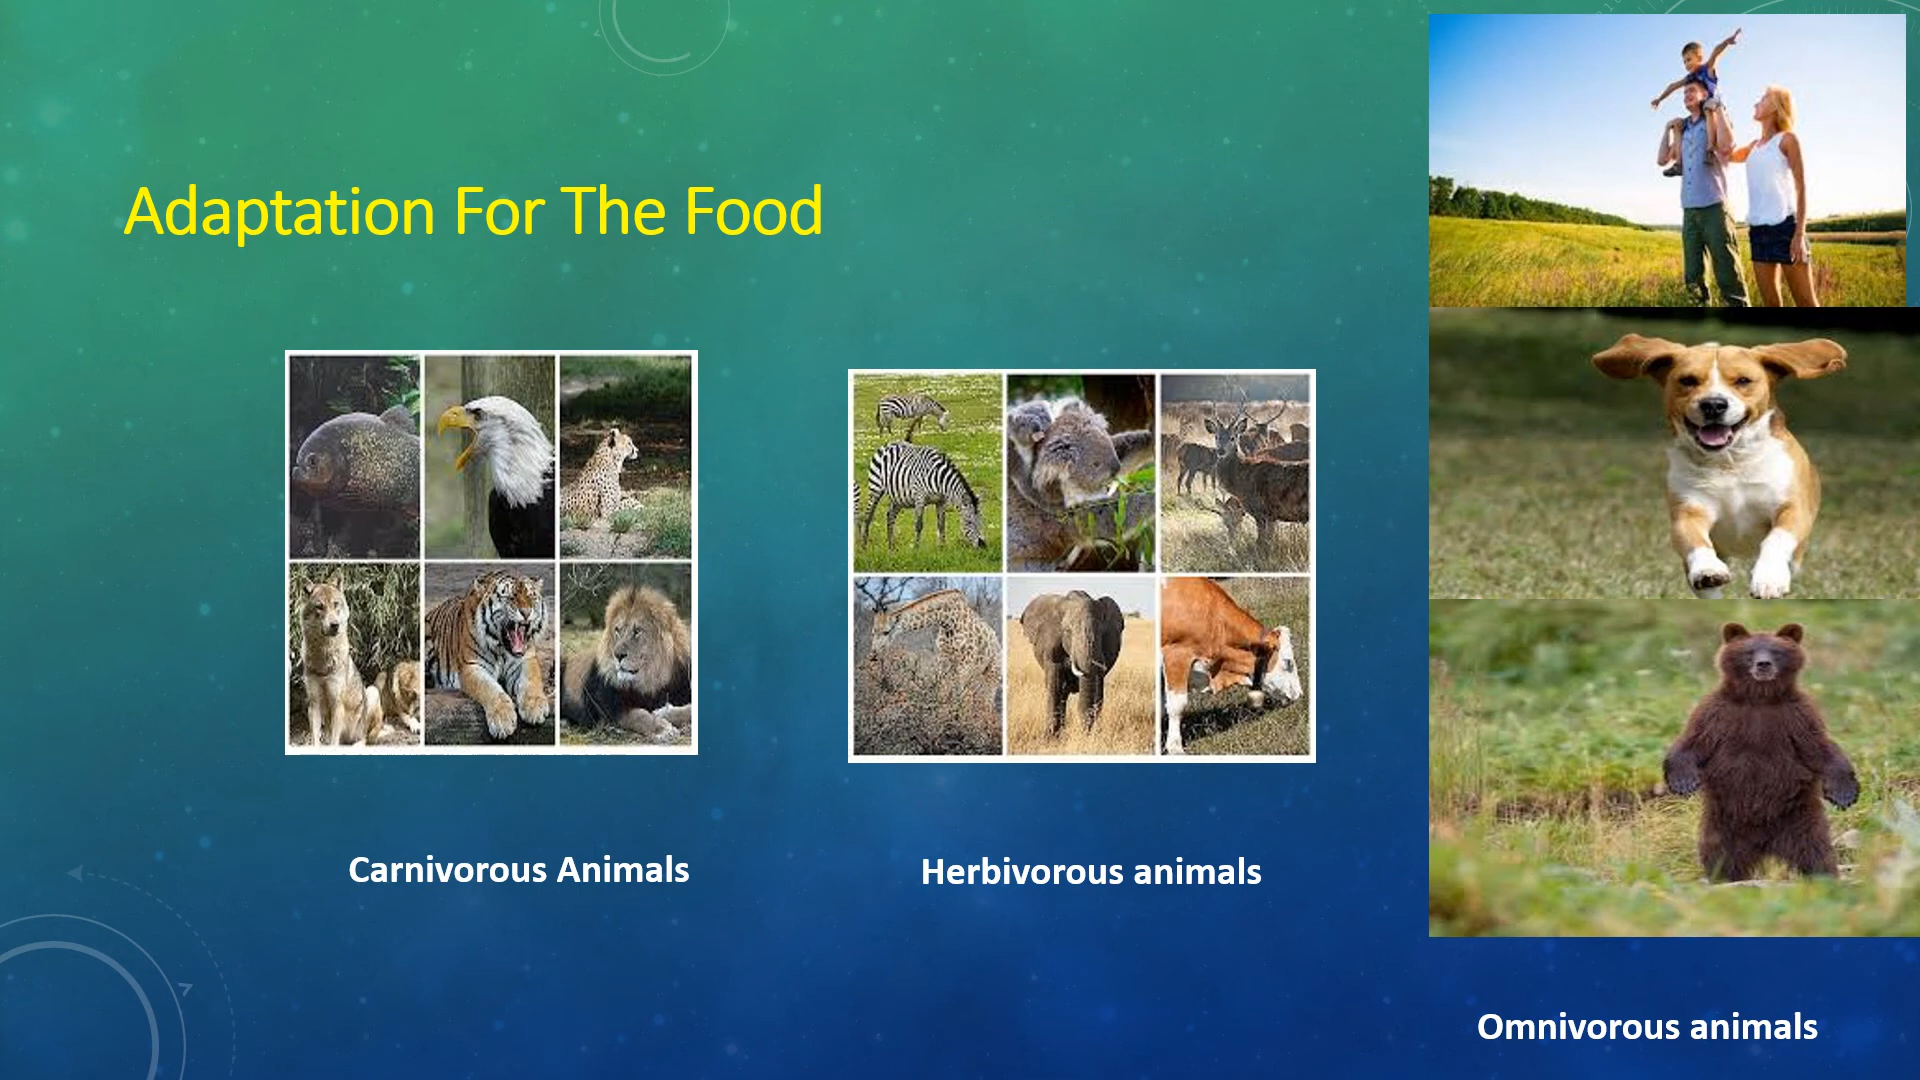 Adaptation For The Food
Carnivorous Animals
Herbivorous animals
Omnivorous animals